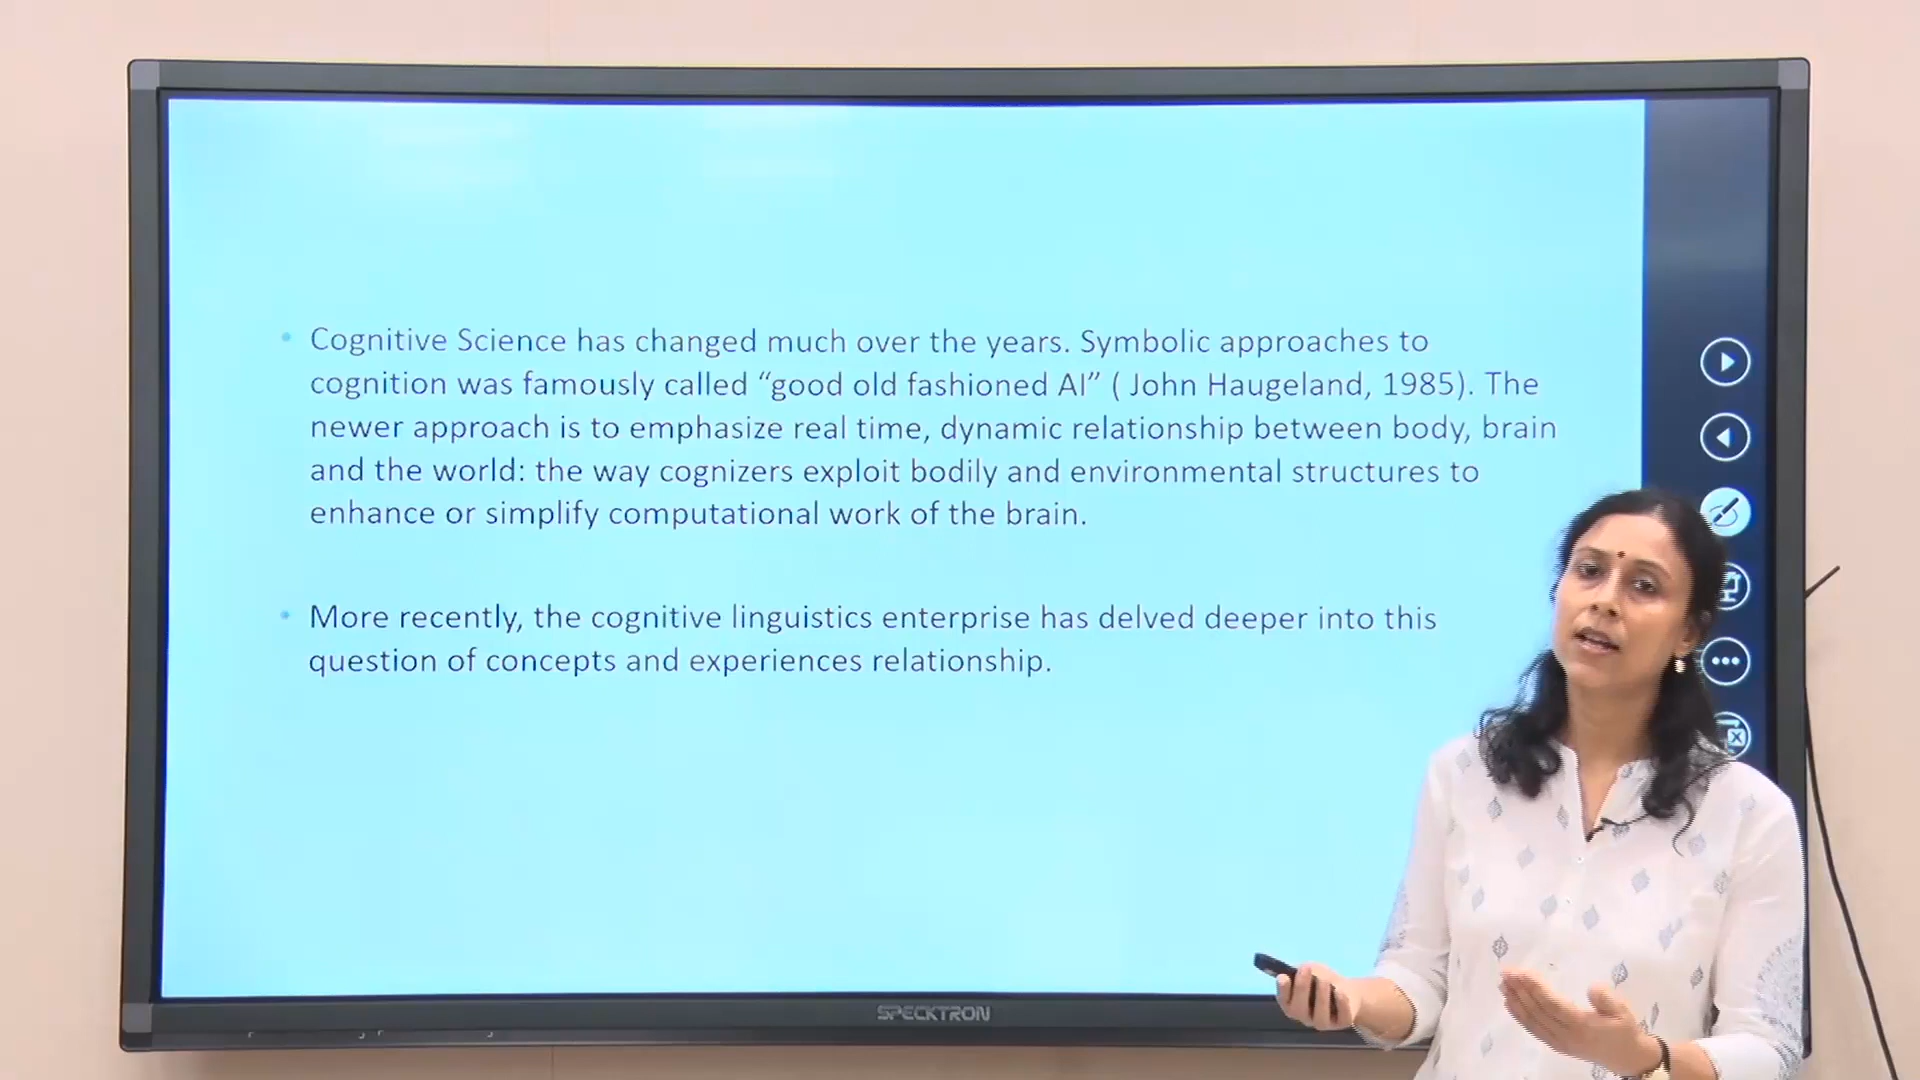 • Cognitive Science has changed much over the years. Symbolic approaches to
cognition was famously called “good old fashioned AI” ( John Haugeland, 1985). The
newer approach is to emphasize real time, dynamic relationship between body, brain
and the world: the way cognizers exploit bodily and environmental structures to
enhance or simplify computational work of the brain.
• More recently, the cognitive linguistics enterprise has delved deeper into this
question of concepts and experiences relationship.
SPECKTRON